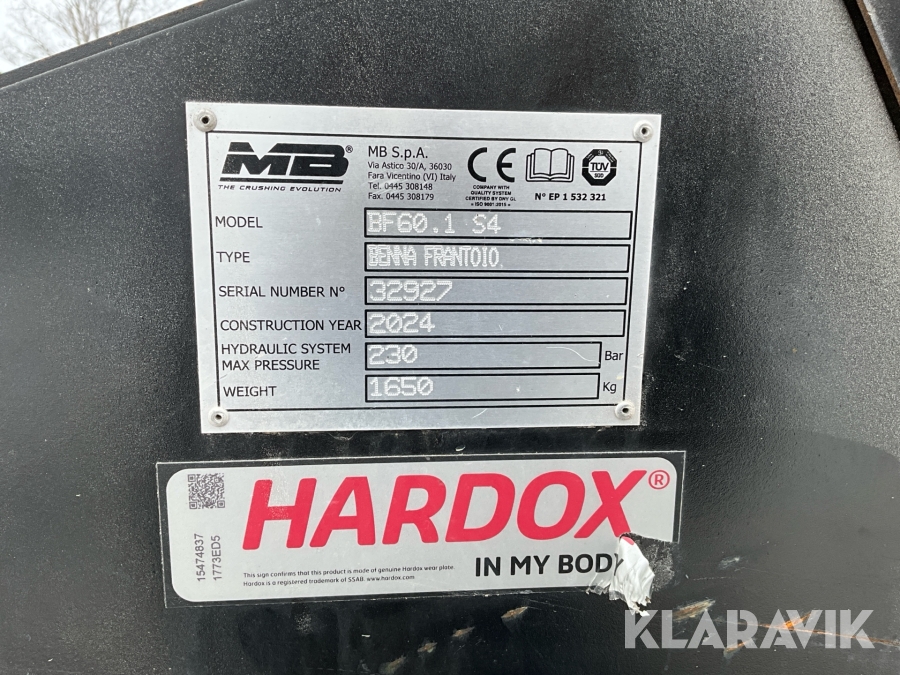 MB®
THE CRUSHING EVOLUTION
MB S.p.A.
Via Astico 30/A, 36030
Fara Vicentino (VI) Italy
Tel. 0445 308148
Fax. 0445 308179
CE
COMPANY WITH
QUALITY SYSTEM
CERTIFIED BY DNV GL
= ISO 9001:2015 =
TÜV
SÜD
N° EP 1 532 321
MODEL BF60.1 S4
TYPE BENNA FRANTOIO
SERIAL NUMBER N° 32927
CONSTRUCTION YEAR 2024
HYDRAULIC SYSTEM
MAX PRESSURE 230 Bar
WEIGHT 1650 Kg
15474837
1773ED5
HARDOX®
IN MY BODY
This sign confirms that this product is made of genuine Hardox wear plate.
Hardox is a registered trademark of SSAB. www.hardox.com
KLARAVIK